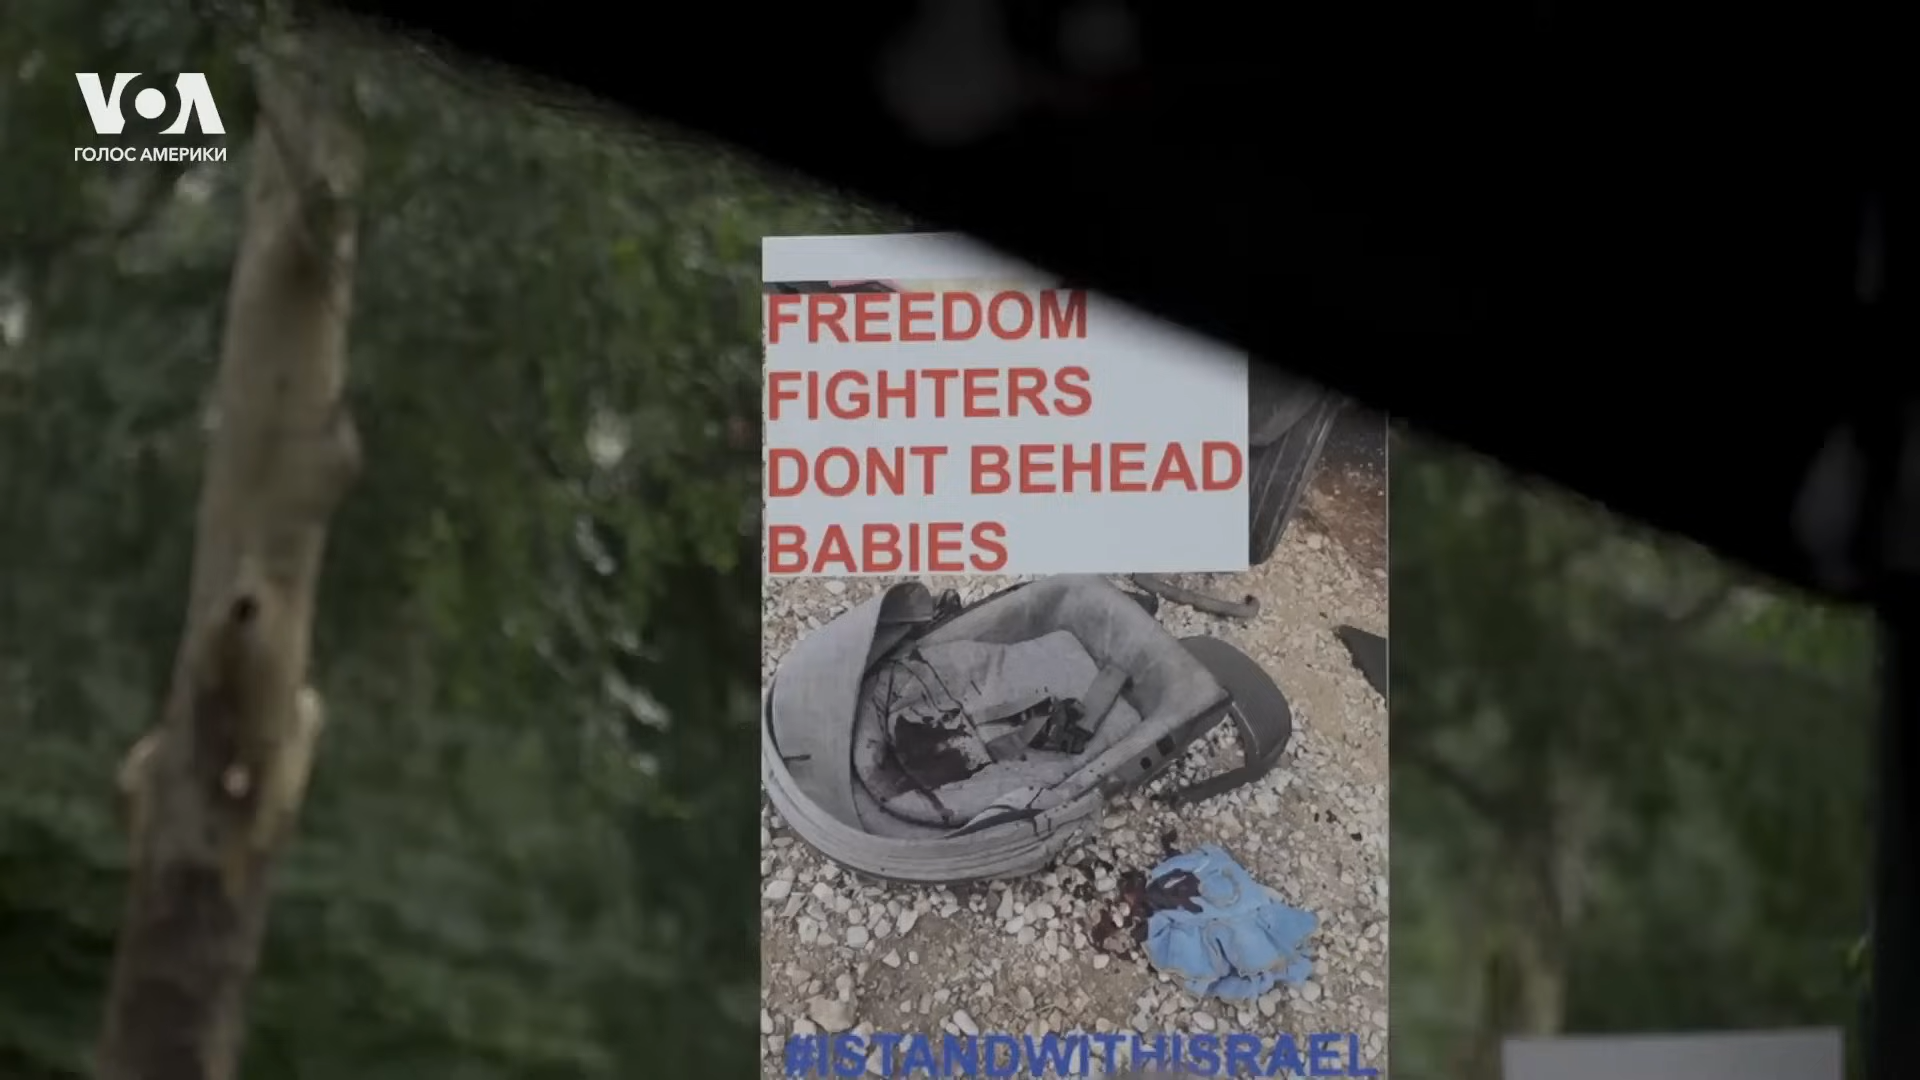 VOA
ГОЛОС АМЕРИКИ
FREEDOM
FIGHTERS
DONT BEHEAD
BABIES
#ISTANDWITHISRAEL